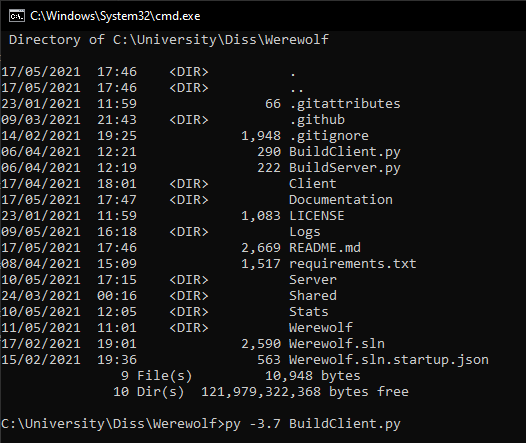 C:\Windows\System32\cmd.exe
Directory of C:\University\Diss\Werewolf
17/05/2021  17:46    <DIR>          .
17/05/2021  17:46    <DIR>          ..
23/01/2021  11:59                66 .gitattributes
09/03/2021  21:43    <DIR>          .github
14/02/2021  19:25             1,948 .gitignore
06/04/2021  12:21               290 BuildClient.py
06/04/2021  12:19               222 BuildServer.py
17/04/2021  18:01    <DIR>          Client
17/05/2021  17:47    <DIR>          Documentation
23/01/2021  11:59             1,083 LICENSE
09/05/2021  16:18    <DIR>          Logs
17/05/2021  17:46             2,669 README.md
08/04/2021  15:09             1,517 requirements.txt
10/05/2021  17:15    <DIR>          Server
24/03/2021  00:16    <DIR>          Shared
10/05/2021  12:05    <DIR>          Stats
11/05/2021  11:01    <DIR>          Werewolf
17/02/2021  19:01             2,590 Werewolf.sln
15/02/2021  19:36               563 Werewolf.sln.startup.json
9 File(s)         10,948 bytes
10 Dir(s)  121,979,322,368 bytes free
C:\University\Diss\Werewolf>py -3.7 BuildClient.py